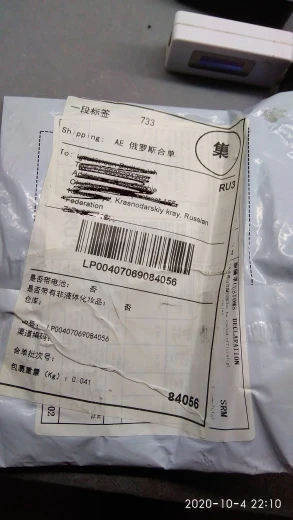 一段标签
733
Shipping: AE 俄罗斯合单
集
To:
RU3
Krasnodarskiy kray, Russian
Federation
LP00407069084056
是否带电池: 否
是否带有非液体化妆品: 否
仓库:
LP00407069084056
渠道编码:
合单批次号:
包裹重量 (Kg) : 0.041
84056
DECLARATION
SRM
02
2020-10-4 22:10